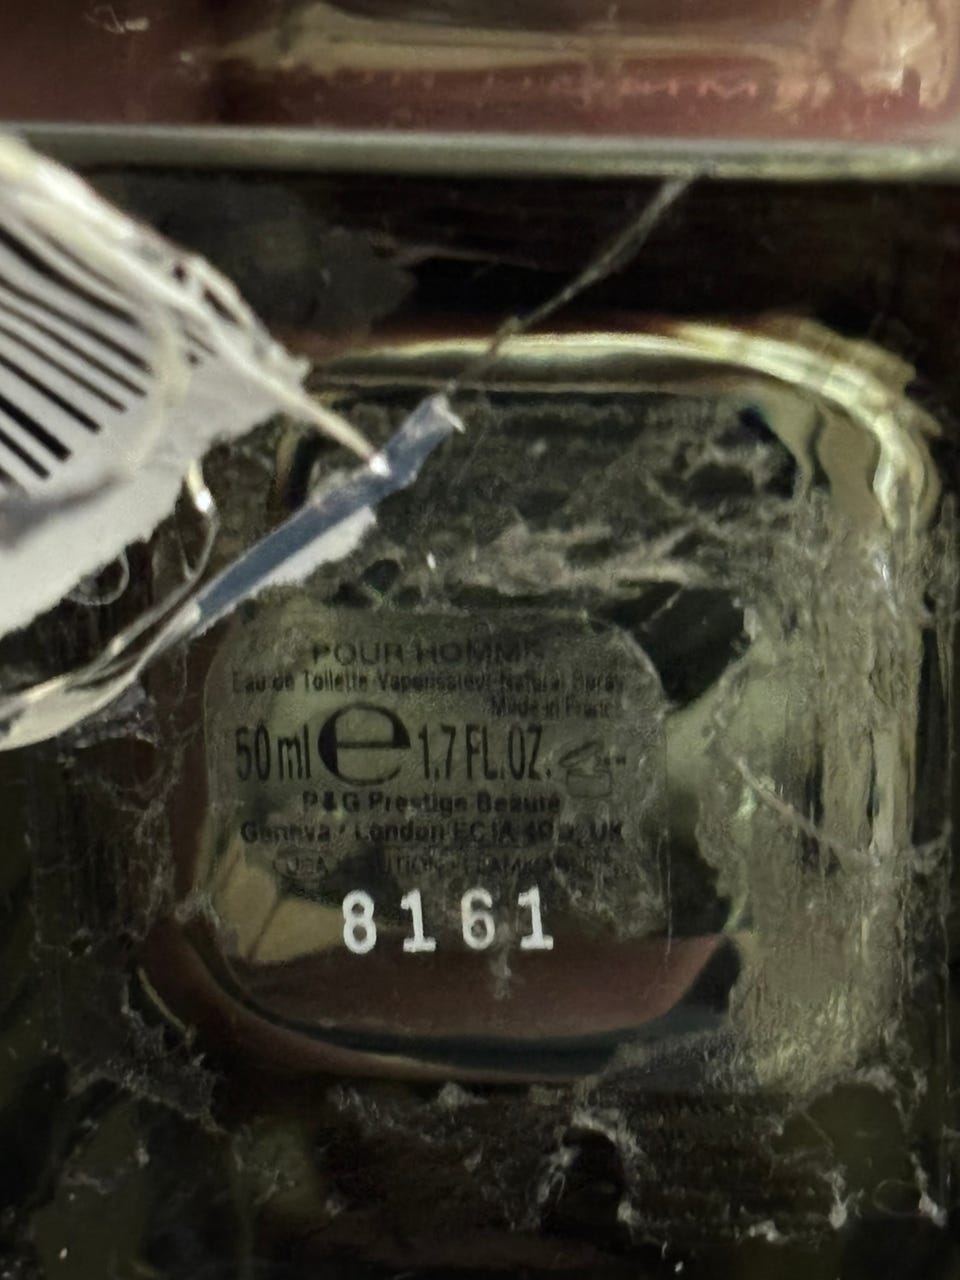 POUR HOMME
Eau de Toilette Vaporisateur Natural Spray
Made in France
50 ml e 1.7 FL.OZ.
P&G Prestige Beauté
Geneva / London EC1A 4DD, UK
8161